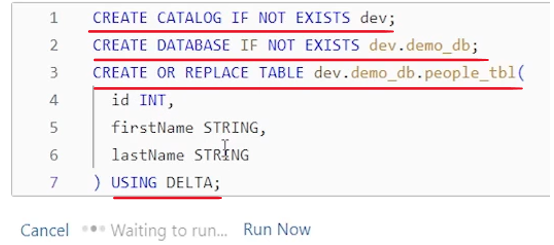 1 CREATE CATALOG IF NOT EXISTS dev;
2 CREATE DATABASE IF NOT EXISTS dev.demo_db;
3 CREATE OR REPLACE TABLE dev.demo_db.people_tbl(
4 id INT,
5 firstName STRING,
6 lastName STRING
7 ) USING DELTA;
Cancel Waiting to run... Run Now